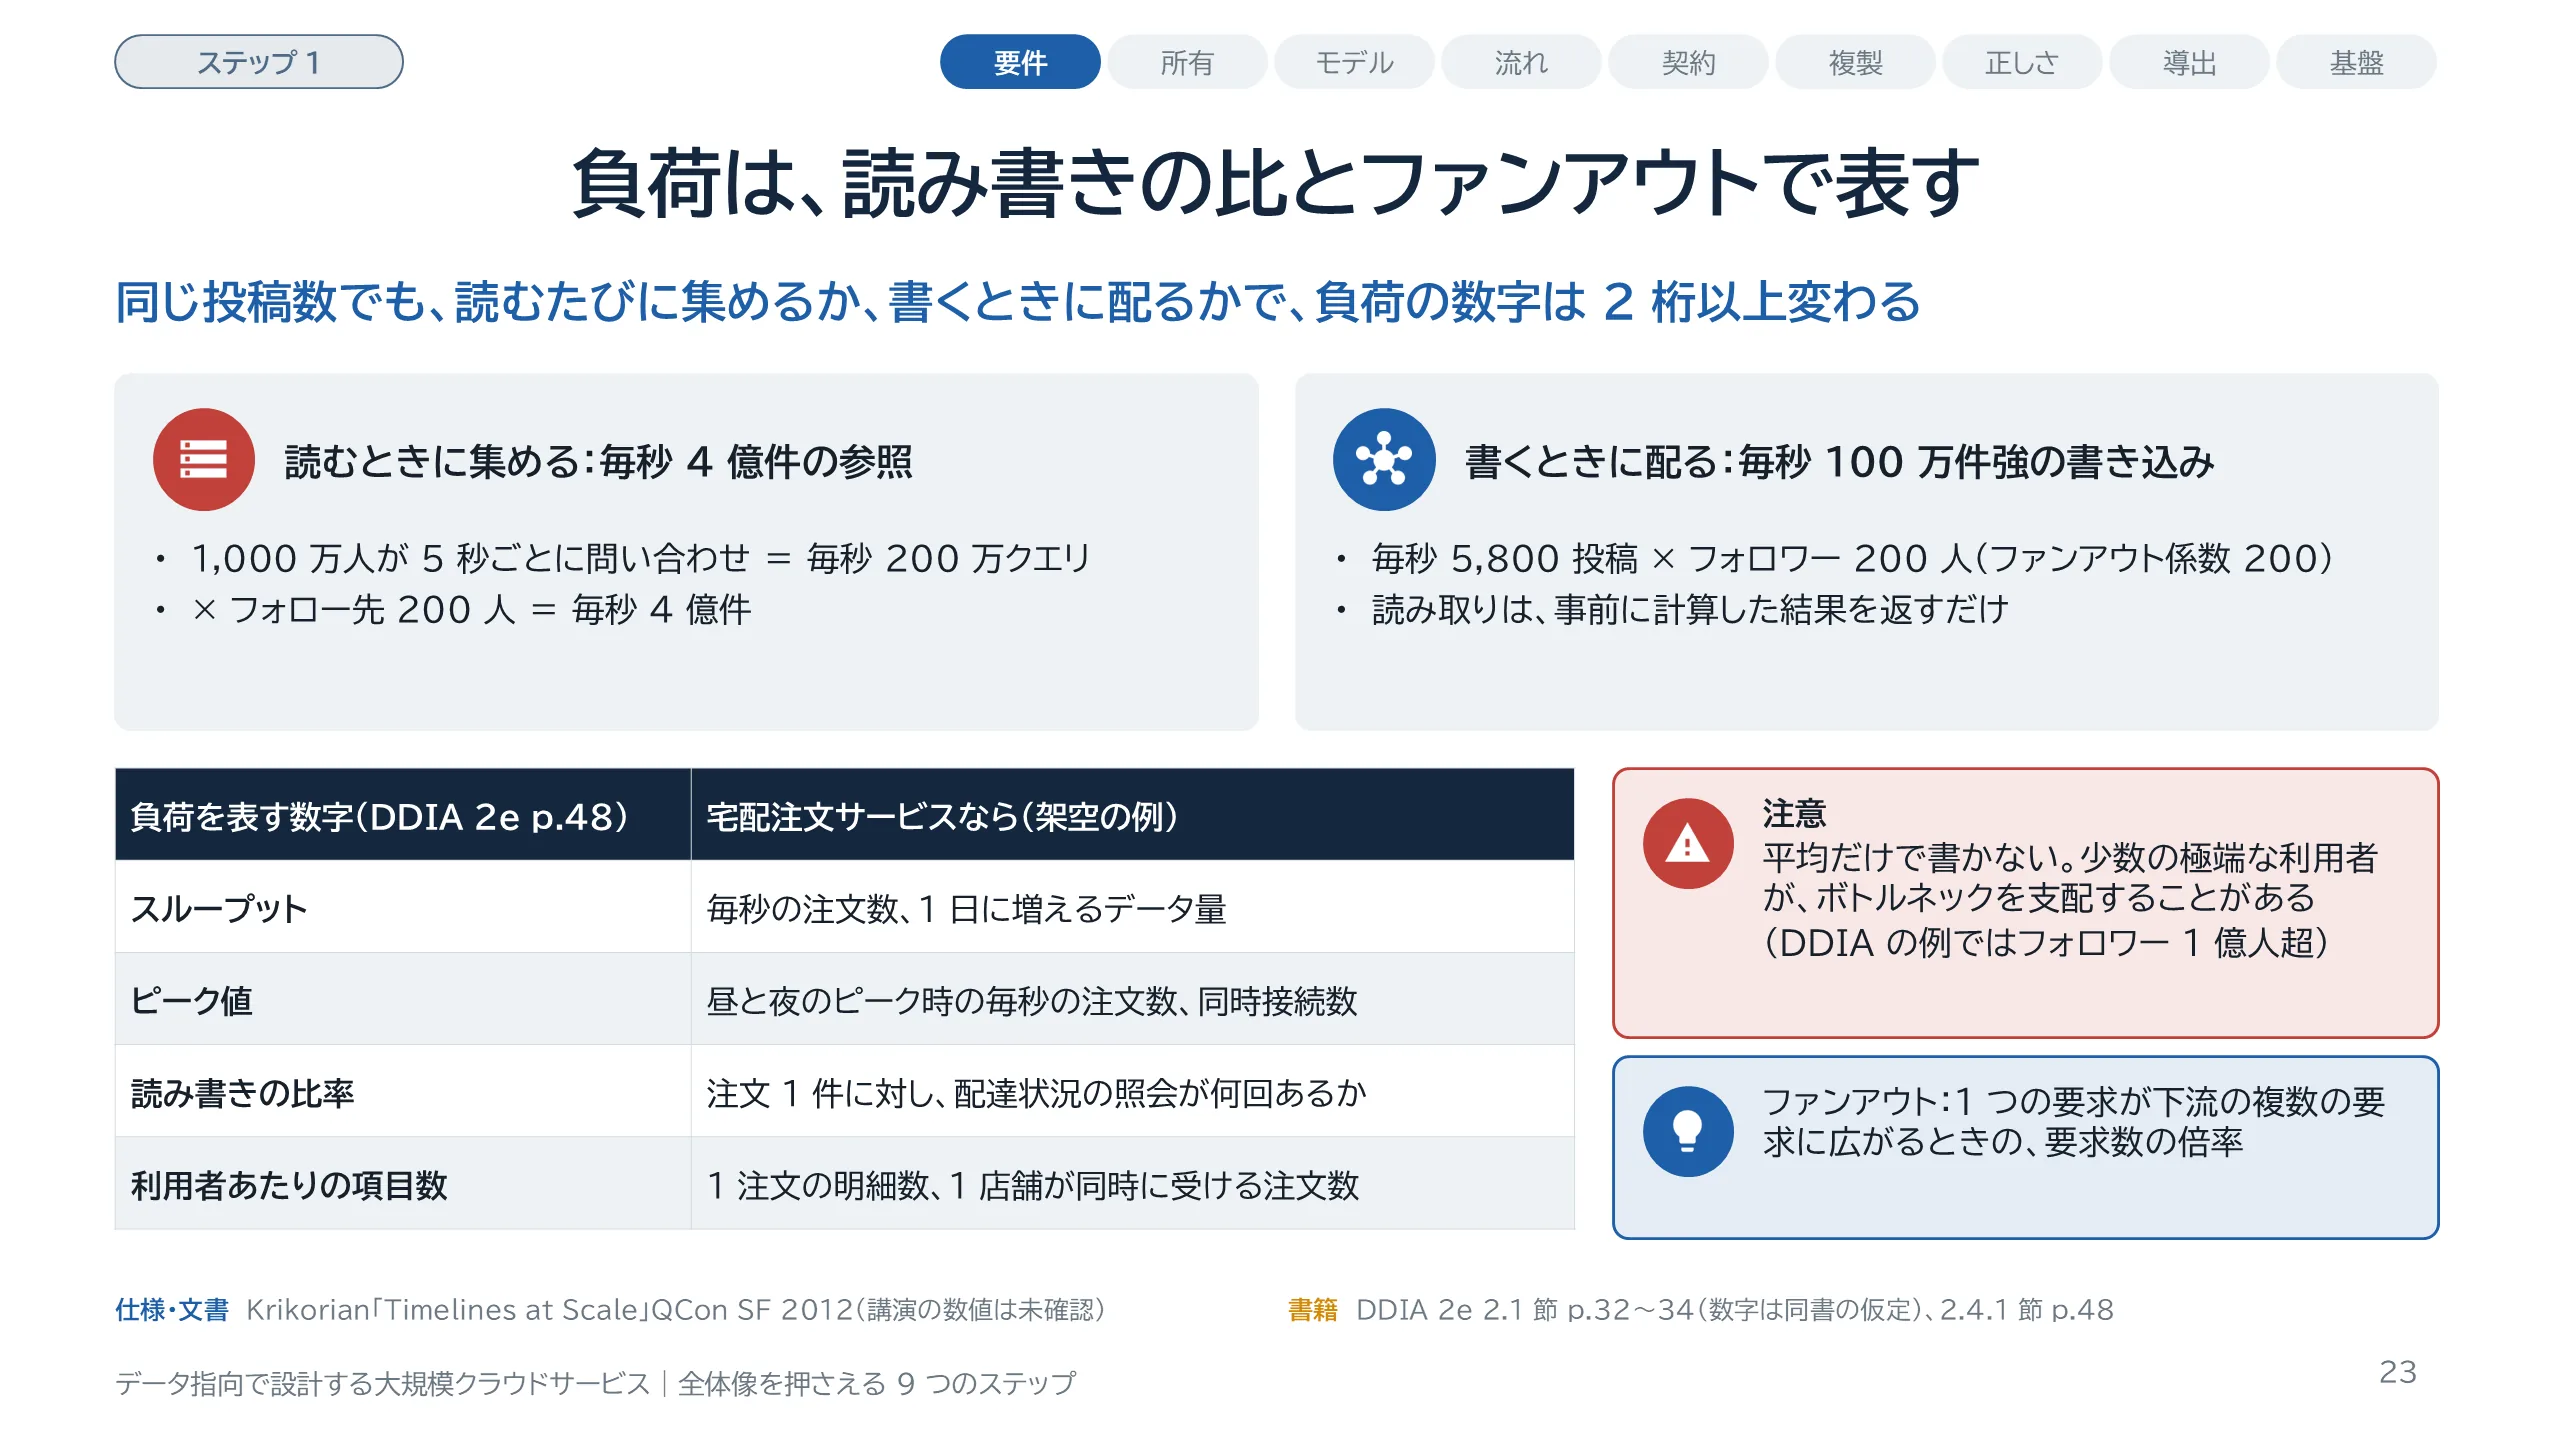 ステップ 1
要件
所有
モデル
流れ
契約
複製
正しさ
導出
基盤
負荷は、読み書きの比とファンアウトで表す
同じ投稿数でも、読むたびに集めるか、書くときに配るかで、負荷の数字は 2 桁以上変わる
読むときに集める：毎秒 4 億件の参照
・ 1,000 万人が 5 秒ごとに問い合わせ = 毎秒 200 万クエリ
・ × フォロー先 200 人 = 毎秒 4 億件
書くときに配る：毎秒 100 万件強の書き込み
・ 毎秒 5,800 投稿 × フォロワー 200 人（ファンアウト係数 200）
・ 読み取りは、事前に計算した結果を返すだけ
負荷を表す数字（DDIA 2e p.48）
宅配注文サービスなら（架空の例）
スループット
毎秒の注文数、1 日に増えるデータ量
ピーク値
昼と夜のピーク時の毎秒の注文数、同時接続数
読み書きの比率
注文 1 件に対し、配達状況の照会が何回あるか
利用者あたりの項目数
1 注文の明細数、1 店舗が同時に受ける注文数
注意
平均だけで書かない。少数の極端な利用者
が、ボトルネックを支配することがある
（DDIA の例ではフォロワー 1 億人超）
ファンアウト：1 つの要求が下流の複数の要
求に広がるときの、要求数の倍率
仕様・文書 Krikorian「Timelines at Scale」QCon SF 2012（講演の数値は未確認）
書籍 DDIA 2e 2.1 節 p.32～34（数字は同書の仮定）、2.4.1 節 p.48
データ指向で設計する大規模クラウドサービス｜全体像を押さえる 9 つのステップ
23